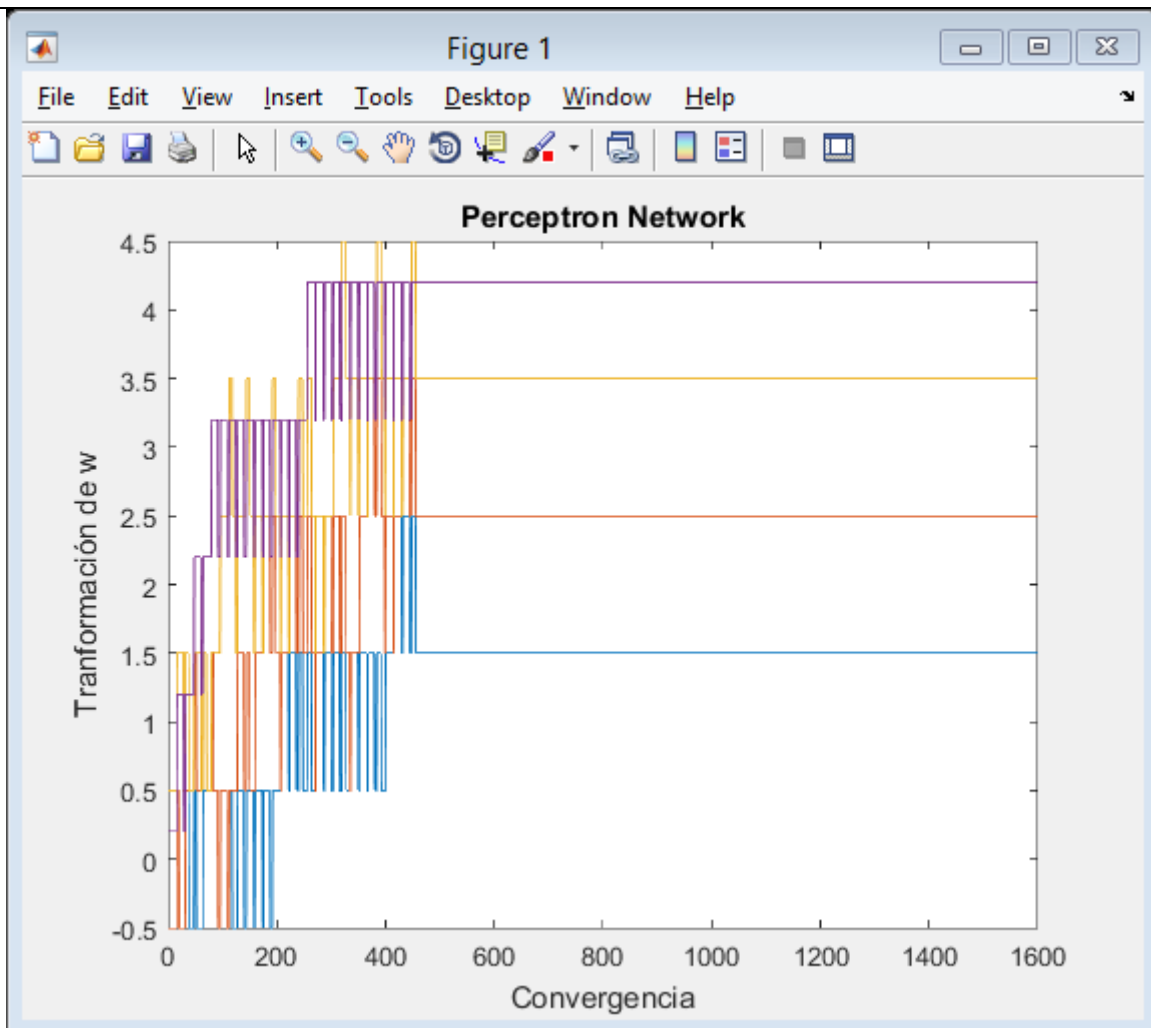 Figure 1
File Edit View Insert Tools Desktop Window Help
Perceptron Network
4.5
4
3.5
3
2.5
2
1.5
1
0.5
0
-0.5
Tranformación de w
0 200 400 600 800 1000 1200 1400 1600
Convergencia